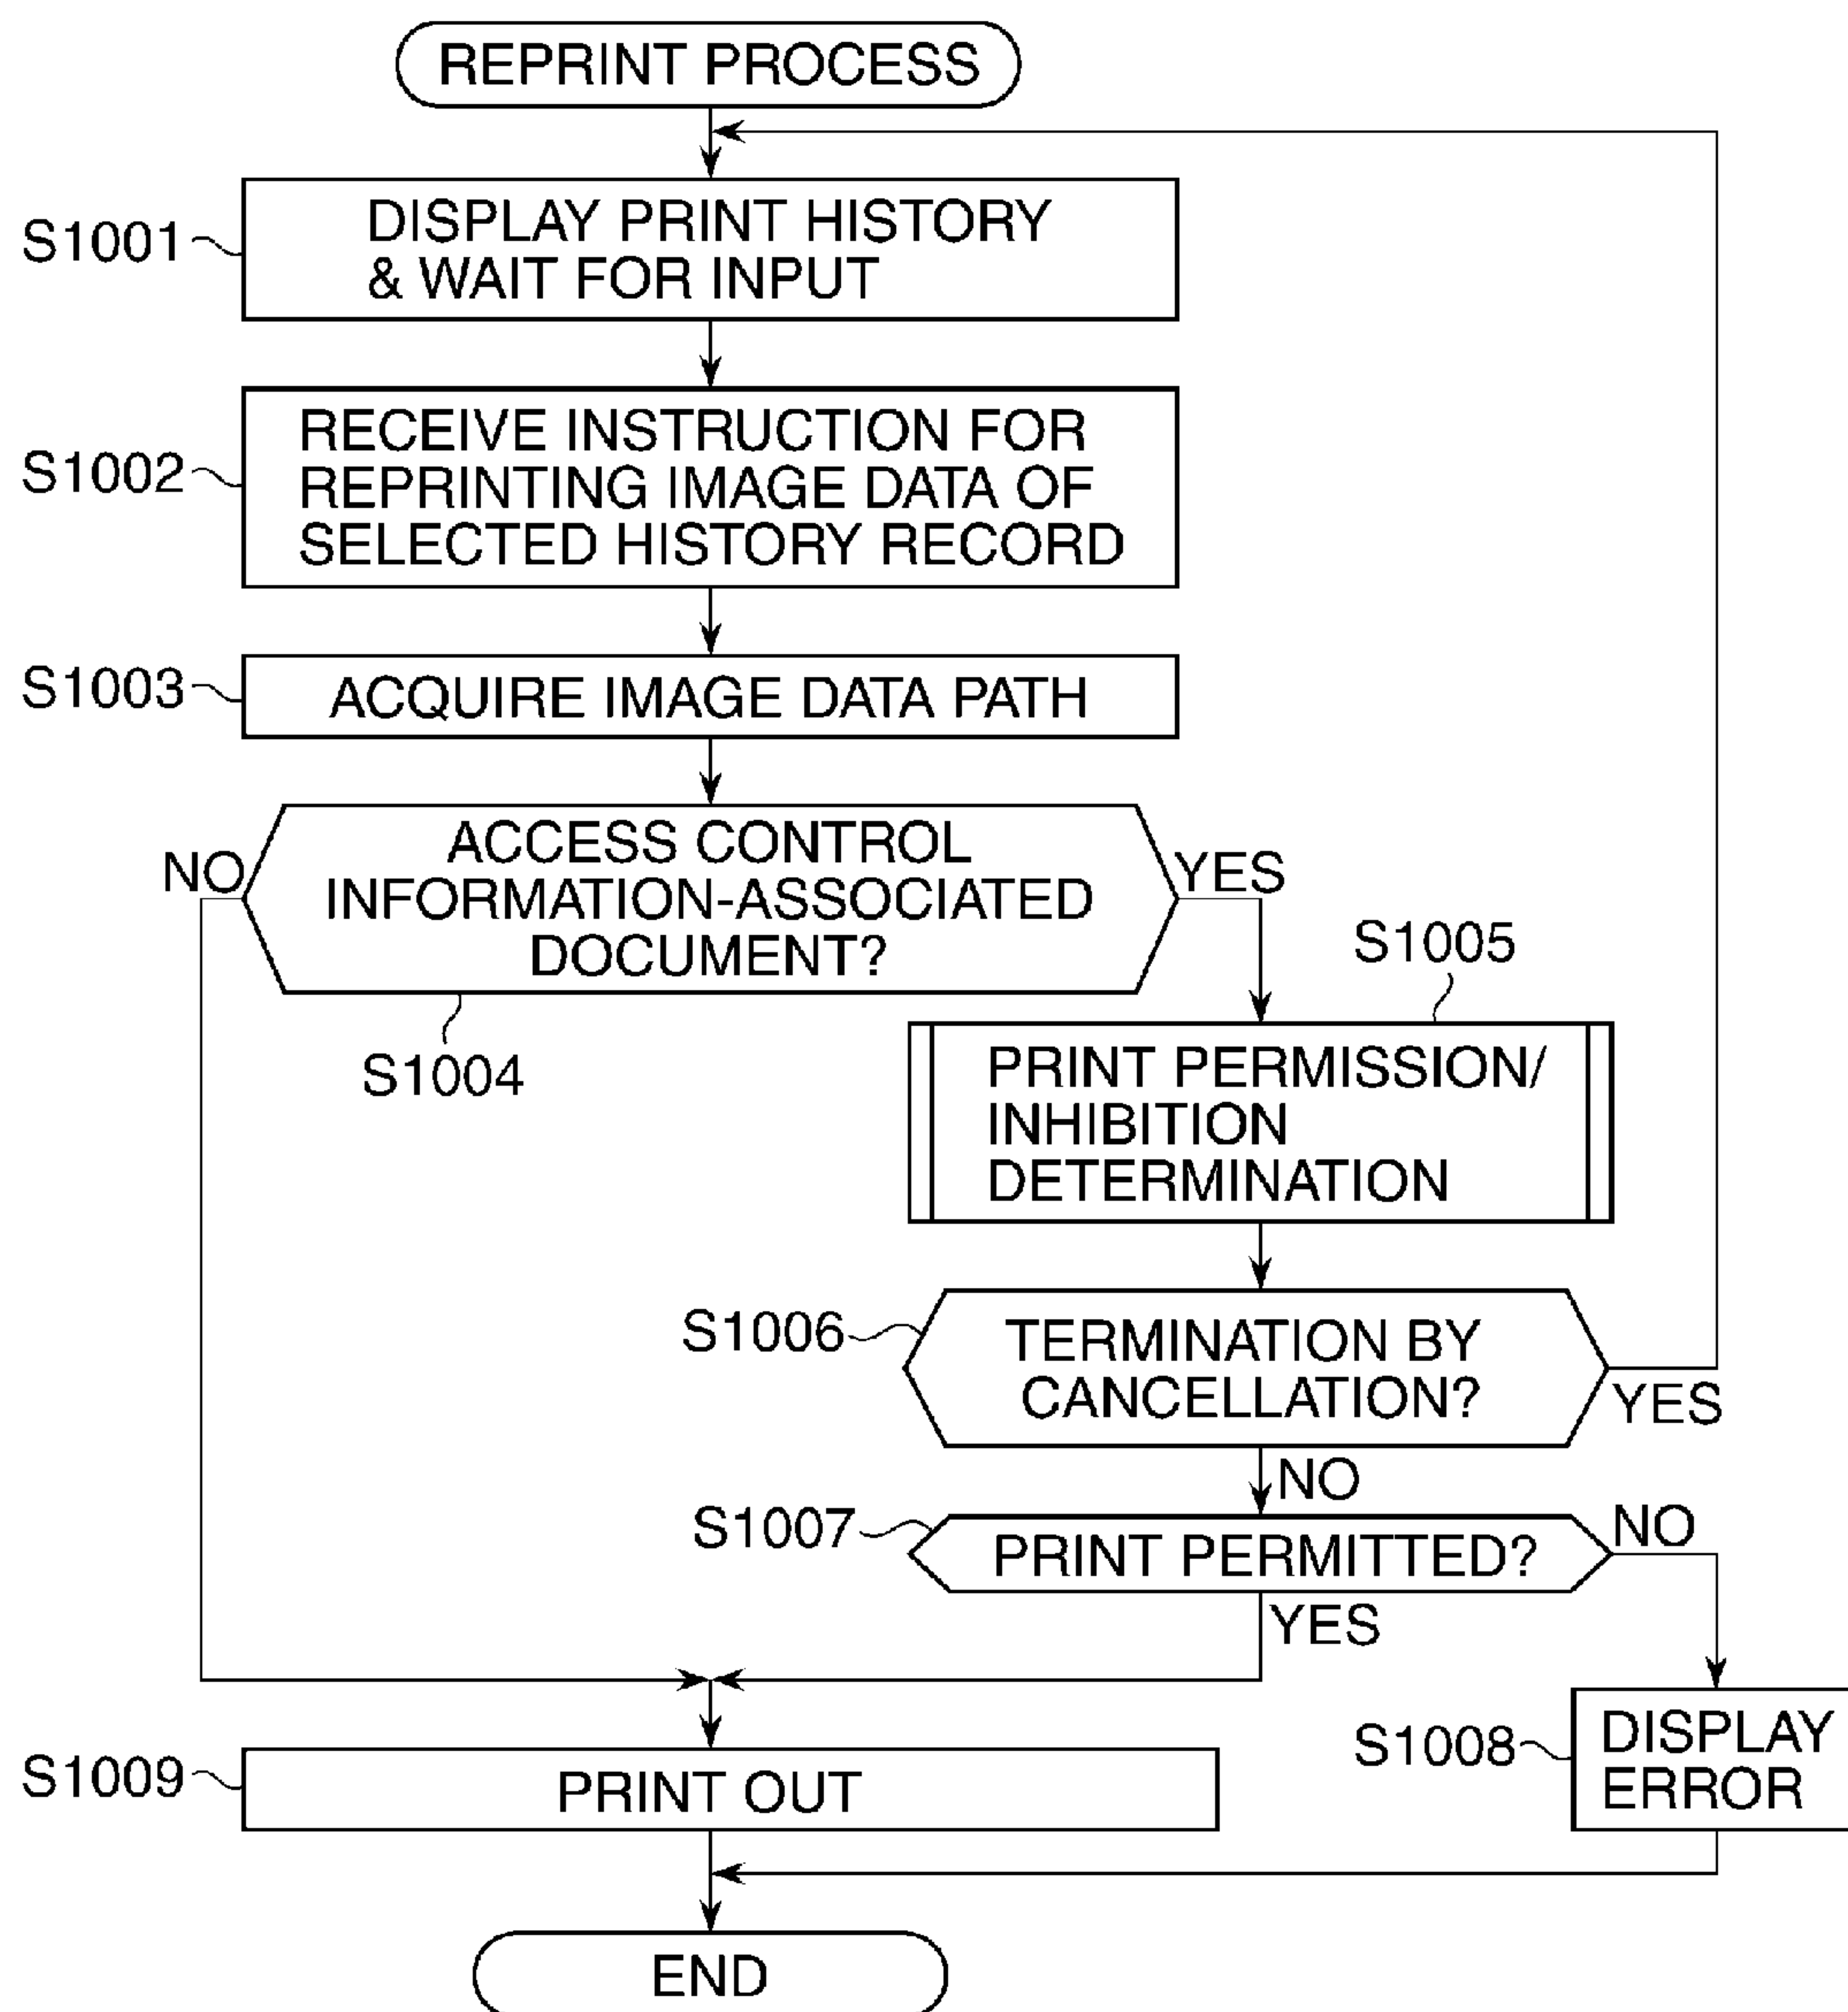 REPRINT PROCESS
S1001
DISPLAY PRINT HISTORY
& WAIT FOR INPUT
S1002
RECEIVE INSTRUCTION FOR
REPRINTING IMAGE DATA OF
SELECTED HISTORY RECORD
S1003
ACQUIRE IMAGE DATA PATH
NO
ACCESS CONTROL
INFORMATION-ASSOCIATED
DOCUMENT?
YES
S1004
S1005
PRINT PERMISSION/
INHIBITION
DETERMINATION
S1006
TERMINATION BY
CANCELLATION?
YES
NO
S1007
PRINT PERMITTED?
NO
YES
S1008
DISPLAY
ERROR
S1009
PRINT OUT
END